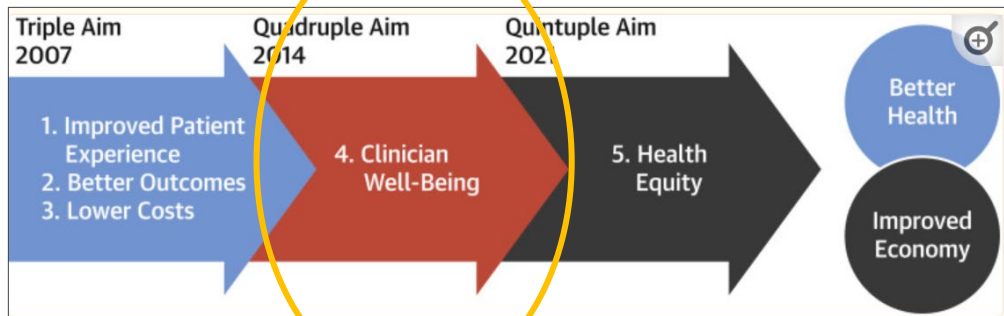 Triple Aim
2007
1. Improved Patient
Experience
2. Better Outcomes
3. Lower Costs
Quadruple Aim
2014
4. Clinician
Well-Being
Quintuple Aim
2021
5. Health
Equity
Better
Health
Improved
Economy